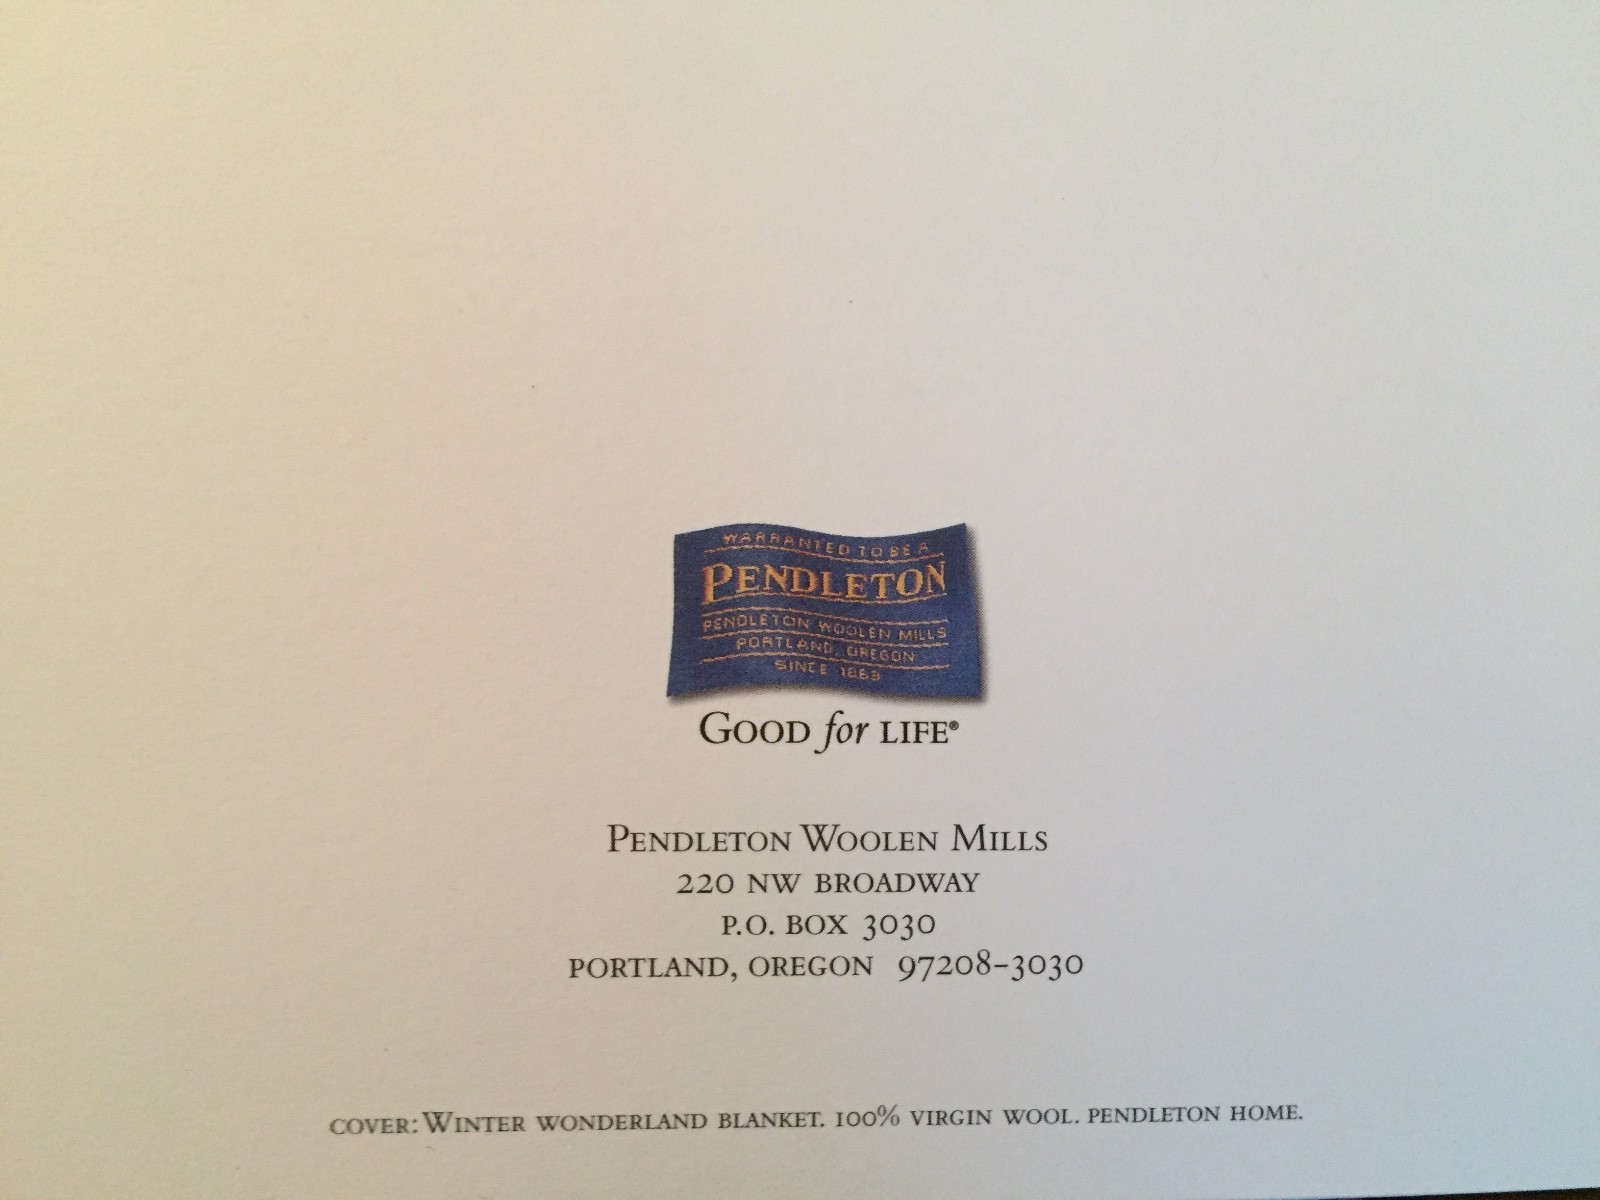 WARRANTED TO BE A
PENDLETON
PENDLETON WOOLEN MILLS
PORTLAND, OREGON
SINCE 1863
GOOD for LIFE®
PENDLETON WOOLEN MILLS
220 NW BROADWAY
P.O. BOX 3030
PORTLAND, OREGON 97208-3030
COVER: WINTER WONDERLAND BLANKET. 100% VIRGIN WOOL. PENDLETON HOME.